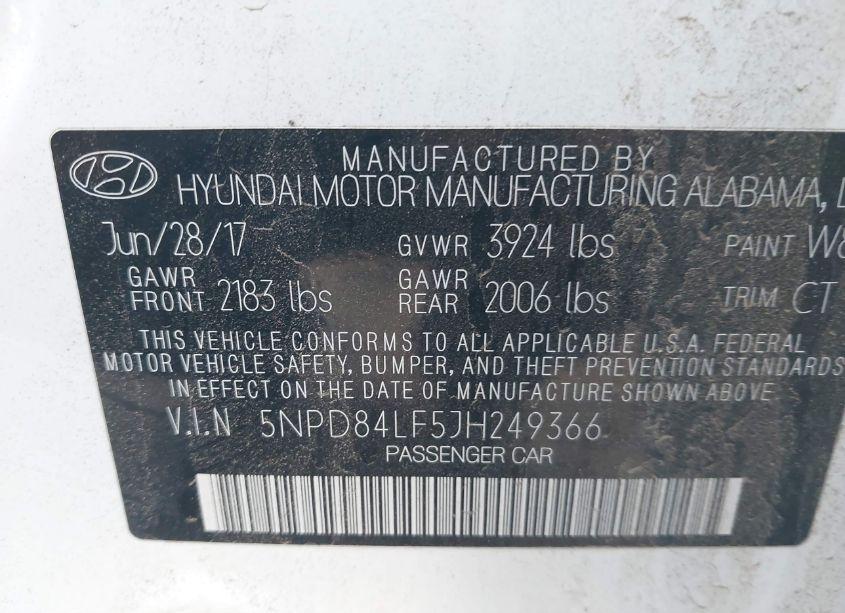 MANUFACTURED BY
HYUNDAI MOTOR MANUFACTURING ALABAMA,
Jun/28/17 GVWR 3924 lbs PAINT W8
GAWR FRONT 2183 lbs GAWR REAR 2006 lbs TRIM CT
THIS VEHICLE CONFORMS TO ALL APPLICABLE U.S.A. FEDERAL
MOTOR VEHICLE SAFETY, BUMPER, AND THEFT PREVENTION STANDARDS
IN EFFECT ON THE DATE OF MANUFACTURE SHOWN ABOVE.
V.I.N 5NPD84LF5JH249366
PASSENGER CAR